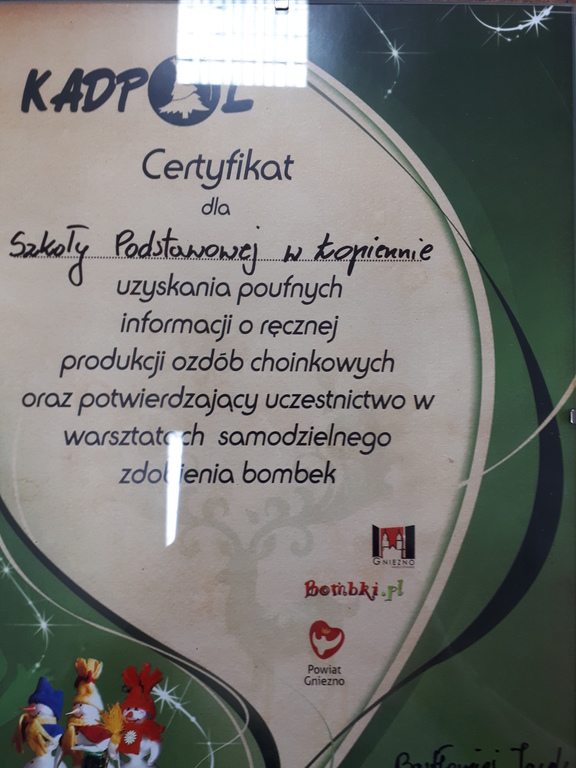 KADPOL
Certyfikat
dla
Szkoły Podstawowej w Łopiennie
uzyskania poufnych
informacji o ręcznej
produkcji ozdób choinkowych
oraz potwierdzający uczestnictwo w
warsztatach samodzielnego
zdobienia bombek
GNIEZNO
Bombki.pl
Powiat
Gniezno